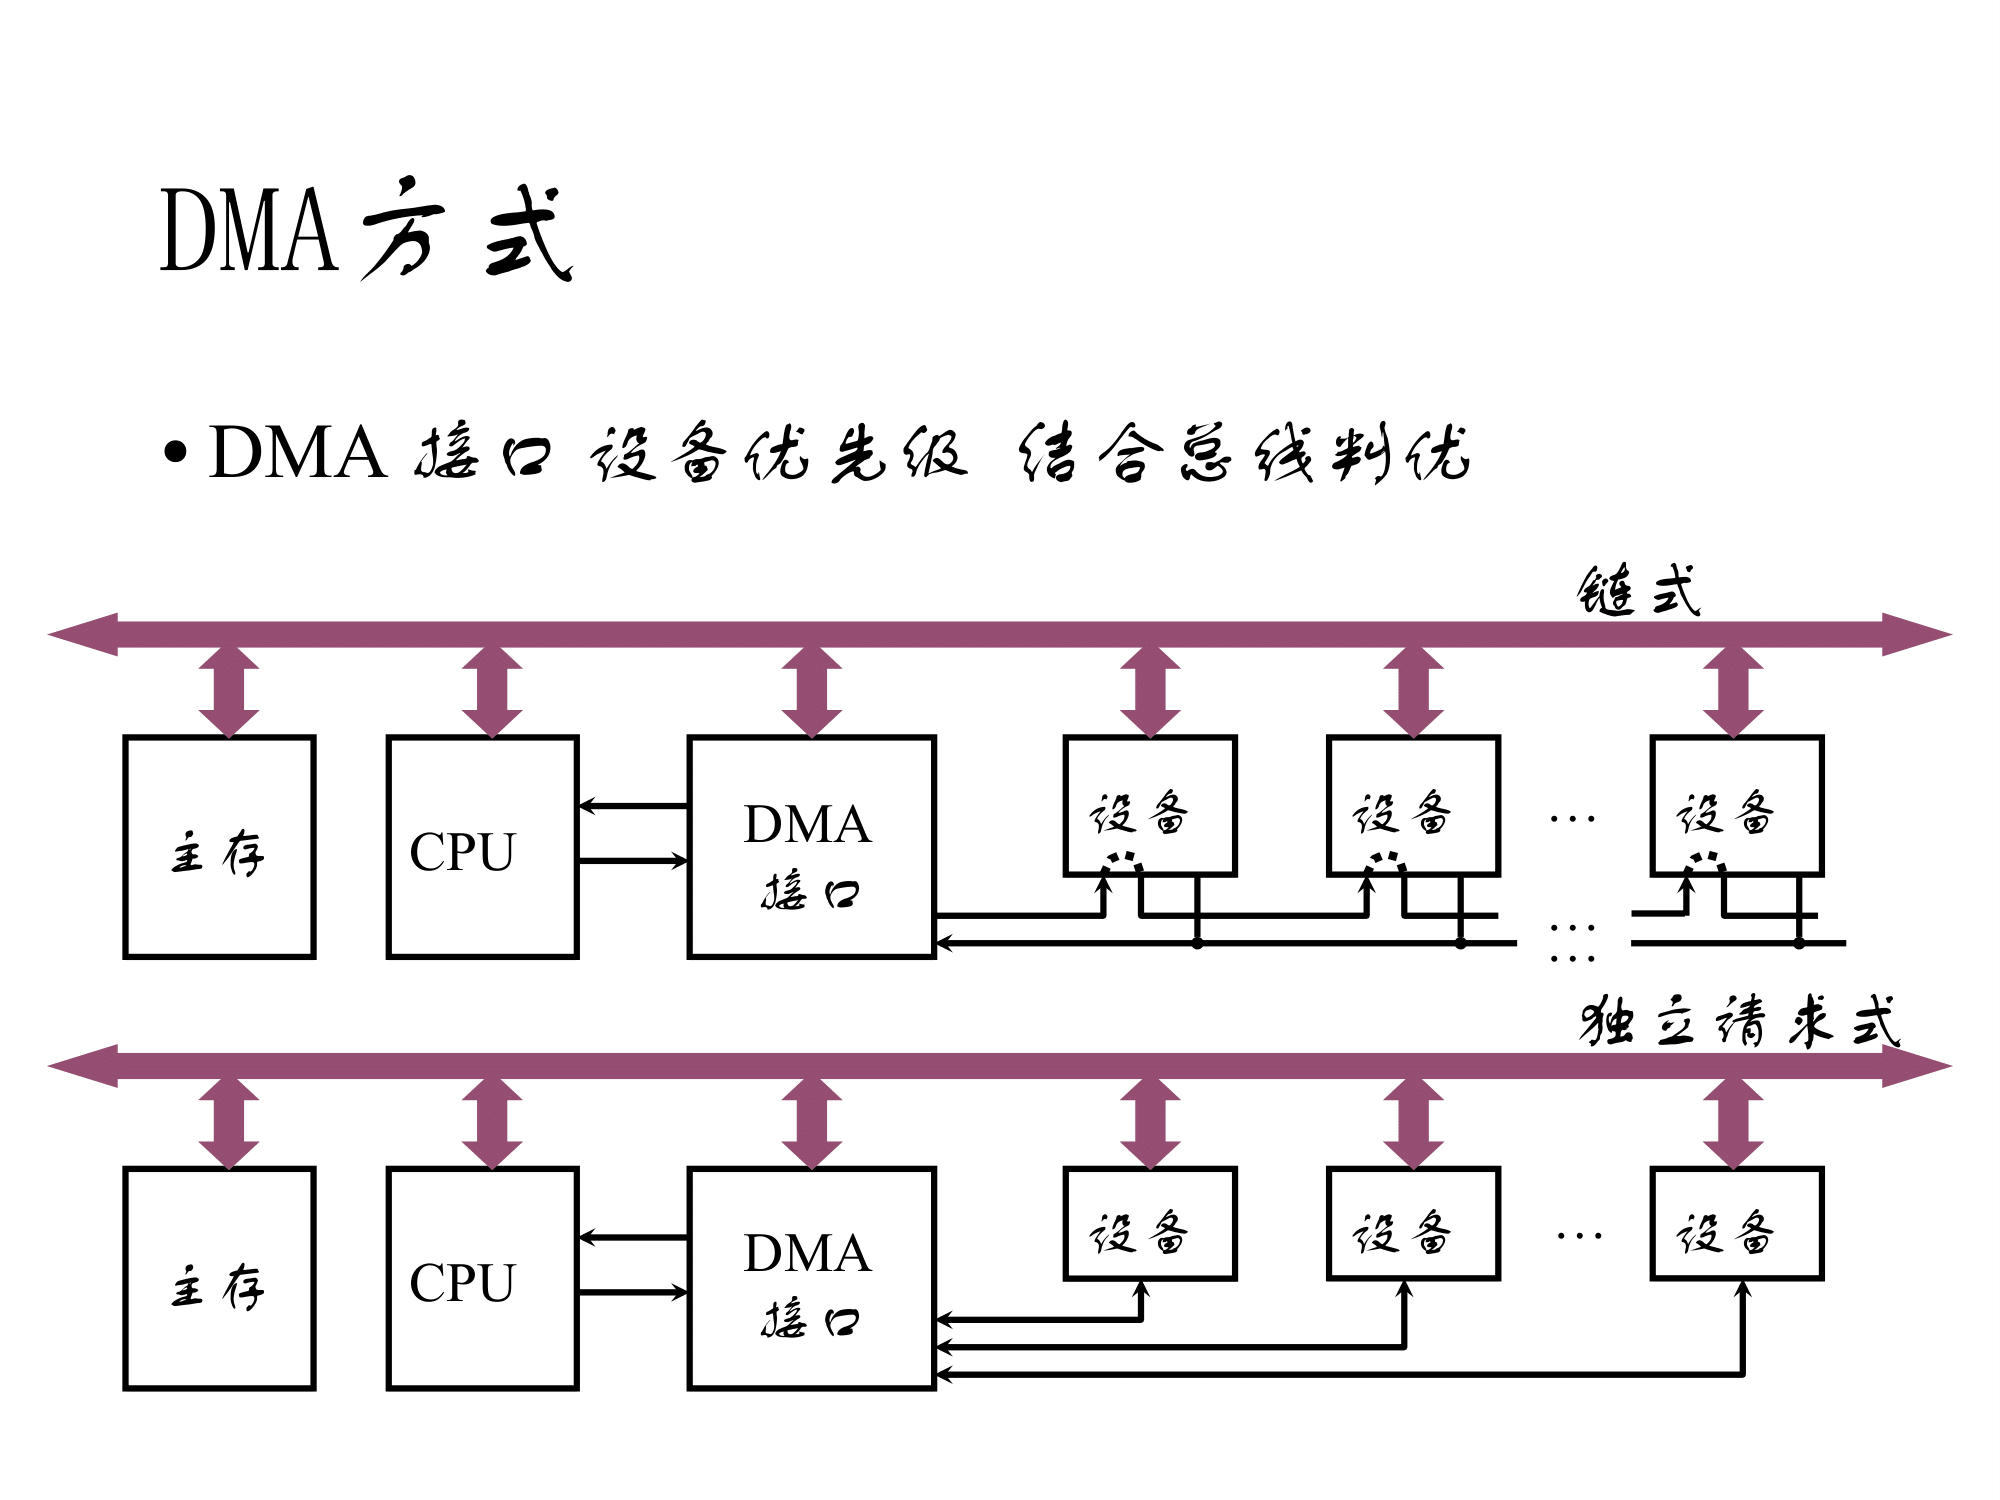 DMA方式
• DMA 接口 设备优先级 结合总线判优
链式
主存
CPU
DMA
接口
设备
设备
…
设备
…
…
独立请求式
主存
CPU
DMA
接口
设备
设备
…
设备